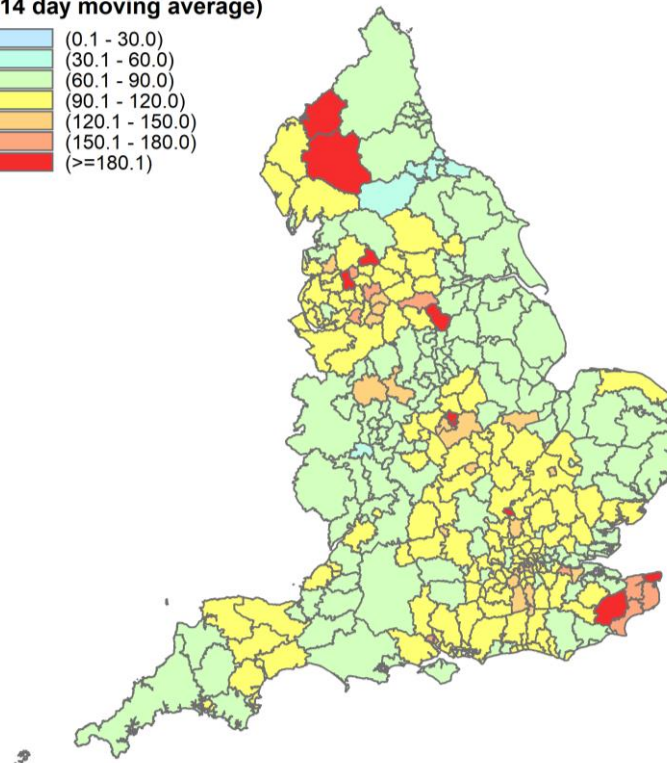 14 day moving average)
(0.1 - 30.0)
(30.1 - 60.0)
(60.1 - 90.0)
(90.1 - 120.0)
(120.1 - 150.0)
(150.1 - 180.0)
(>=180.1)